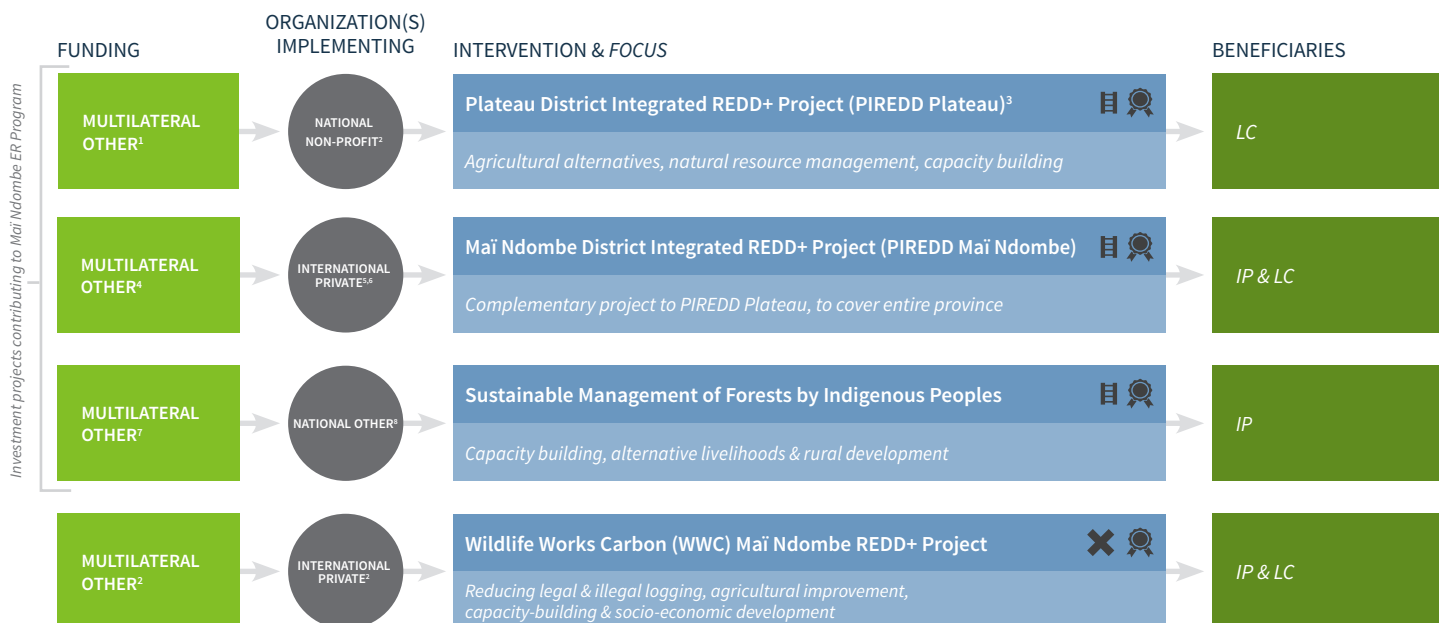 FUNDING
ORGANIZATION(S)
IMPLEMENTING
INTERVENTION & FOCUS
BENEFICIARIES
Investment projects contributing to Maï Ndombe ER Program
MULTILATERAL
OTHER¹
NATIONAL
NON-PROFIT²
Plateau District Integrated REDD+ Project (PIREDD Plateau)³
Agricultural alternatives, natural resource management, capacity building
LC
MULTILATERAL
OTHER⁴
INTERNATIONAL
PRIVATE⁵,⁶
Maï Ndombe District Integrated REDD+ Project (PIREDD Maï Ndombe)
Complementary project to PIREDD Plateau, to cover entire province
IP & LC
MULTILATERAL
OTHER⁷
NATIONAL OTHER⁸
Sustainable Management of Forests by Indigenous Peoples
Capacity building, alternative livelihoods & rural development
IP
MULTILATERAL
OTHER²
INTERNATIONAL
PRIVATE²
Wildlife Works Carbon (WWC) Maï Ndombe REDD+ Project
Reducing legal & illegal logging, agricultural improvement,
capacity-building & socio-economic development
IP & LC